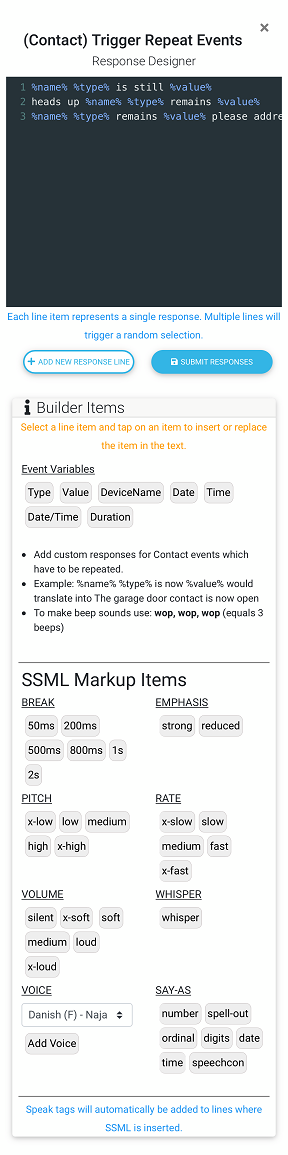 ×
(Contact) Trigger Repeat Events
Response Designer
1 %name% %type% is still %value%
2 heads up %name% %type% remains %value%
3 %name% %type% remains %value% please addre
Each line item represents a single response. Multiple lines will
trigger a random selection.
+ ADD NEW RESPONSE LINE
SUBMIT RESPONSES
Builder Items
Select a line item and tap on an item to insert or replace
the item in the text.
Event Variables
Type Value DeviceName Date Time
Date/Time Duration
• Add custom responses for Contact events which
have to be repeated.
• Example: %name% %type% is now %value% would
translate into The garage door contact is now open
• To make beep sounds use: wop, wop, wop (equals 3
beeps)
SSML Markup Items
BREAK
50ms 200ms
500ms 800ms 1s
2s
EMPHASIS
strong reduced
PITCH
x-low low medium
high x-high
RATE
x-slow slow
medium fast
x-fast
VOLUME
silent x-soft soft
medium loud
x-loud
WHISPER
whisper
VOICE
Danish (F) - Naja
Add Voice
SAY-AS
number spell-out
ordinal digits date
time speechcon
Speak tags will automatically be added to lines where
SSML is inserted.